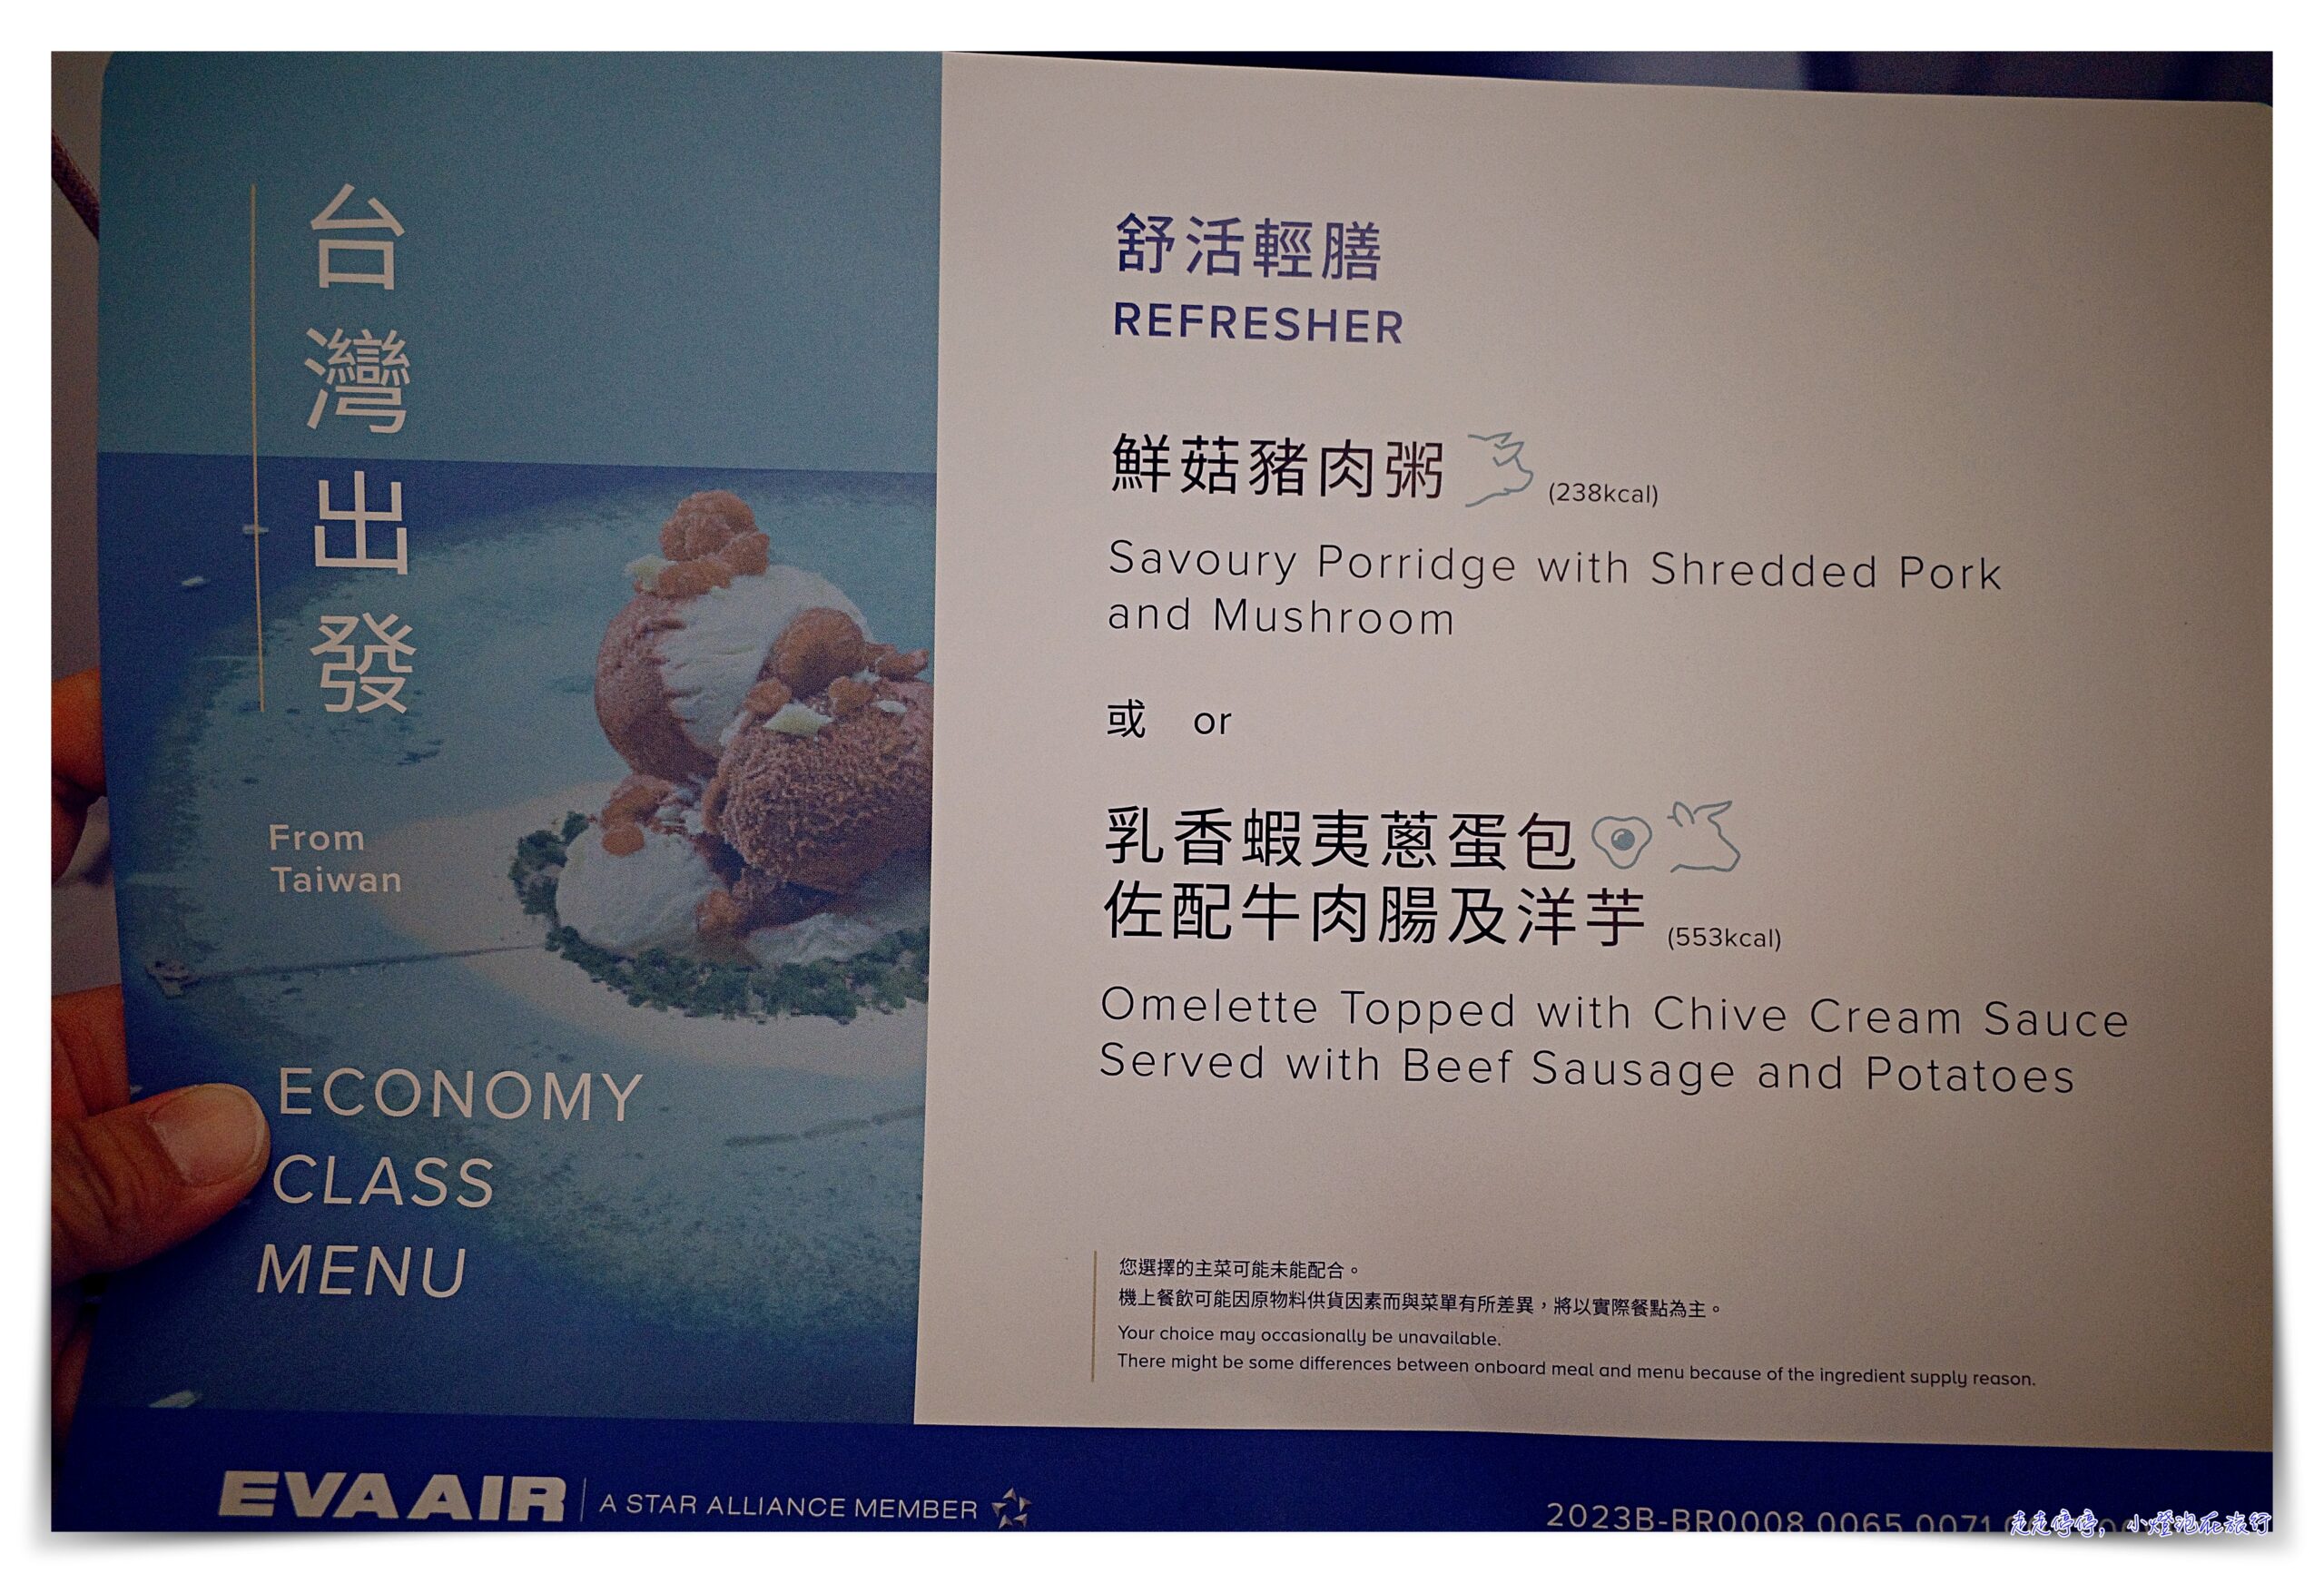 台灣出發
From
Taiwan
ECONOMY
CLASS
MENU
舒活輕膳
REFRESHER
鮮菇豬肉粥 (238kcal)
Savoury Porridge with Shredded Pork
and Mushroom
或 or
乳香蝦夷蔥蛋包
佐配牛肉腸及洋芋 (553kcal)
Omelette Topped with Chive Cream Sauce
Served with Beef Sausage and Potatoes
您選擇的主菜可能未能配合。
機上餐飲可能因原物料供貨因素而與菜單有所差異，將以實際餐點為主。
Your choice may occasionally be unavailable.
There might be some differences between onboard meal and menu because of the ingredient supply reason.
EVA AIR A STAR ALLIANCE MEMBER
2023B-BR0008 0065 0071
走走停停，小燈泡在旅行